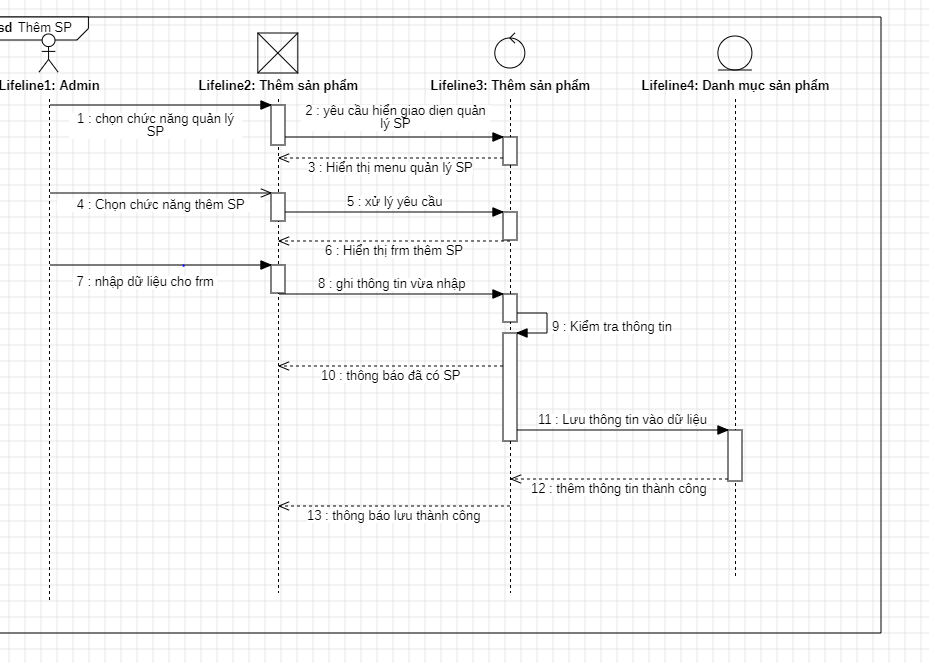 sd Thêm SP
Lifeline1: Admin
Lifeline2: Thêm sản phẩm
Lifeline3: Thêm sản phẩm
Lifeline4: Danh mục sản phẩm
1 : chọn chức năng quản lý
SP
2 : yêu cầu hiển giao diẹn quản
lý SP
3 : Hiển thị menu quản lý SP
4 : Chọn chức năng thêm SP
5 : xử lý yêu cầu
6 : Hiển thị frm thêm SP
7 : nhập dữ liệu cho frm
8 : ghi thông tin vừa nhập
9 : Kiểm tra thông tin
10 : thông báo đã có SP
11 : Lưu thông tin vào dữ liệu
12 : thêm thông tin thành công
13 : thông báo lưu thành công